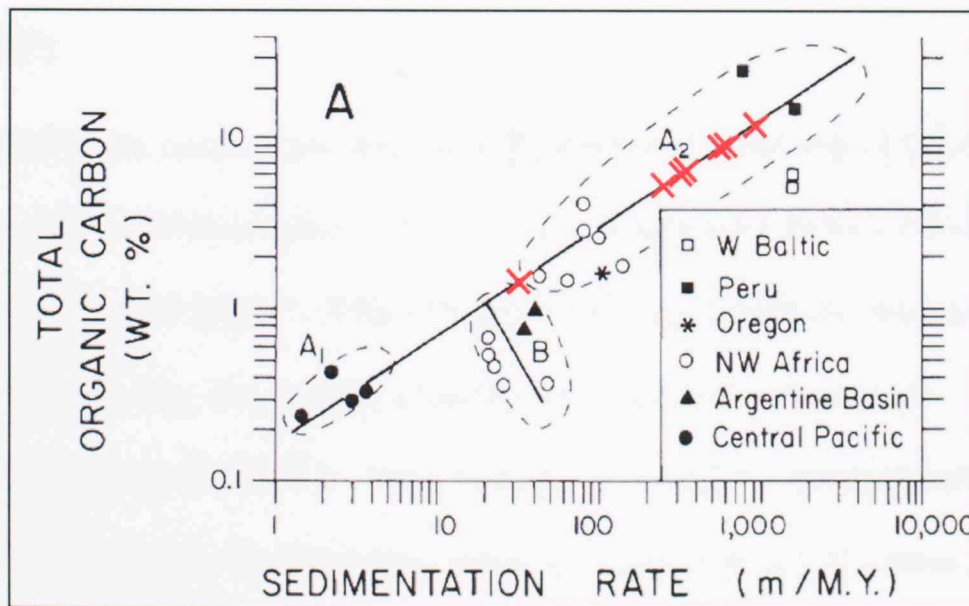 A
TOTAL
ORGANIC CARBON
(WT. %)
10
1
0.1
A2
A1
B
W Baltic
Peru
Oregon
NW Africa
Argentine Basin
Central Pacific
1
10
100
1,000
10,000
SEDIMENTATION RATE (m/M.Y.)